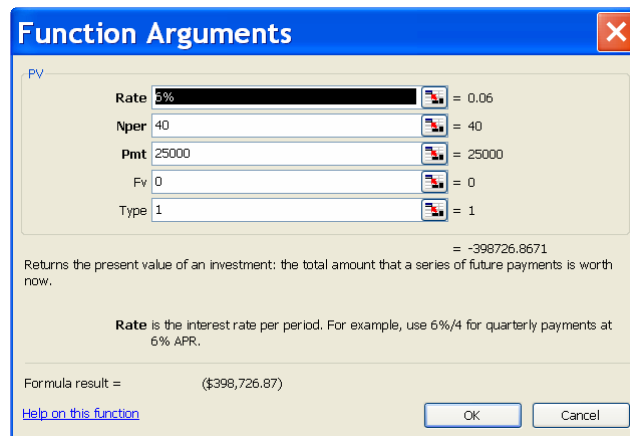 Function Arguments
PV
Rate 6% = 0.06
Nper 40 = 40
Pmt 25000 = 25000
Fv 0 = 0
Type 1 = 1
= -398726.8671
Returns the present value of an investment: the total amount that a series of future payments is worth
now.
Rate is the interest rate per period. For example, use 6%/4 for quarterly payments at
6% APR.
Formula result = ($398,726.87)
Help on this function OK Cancel